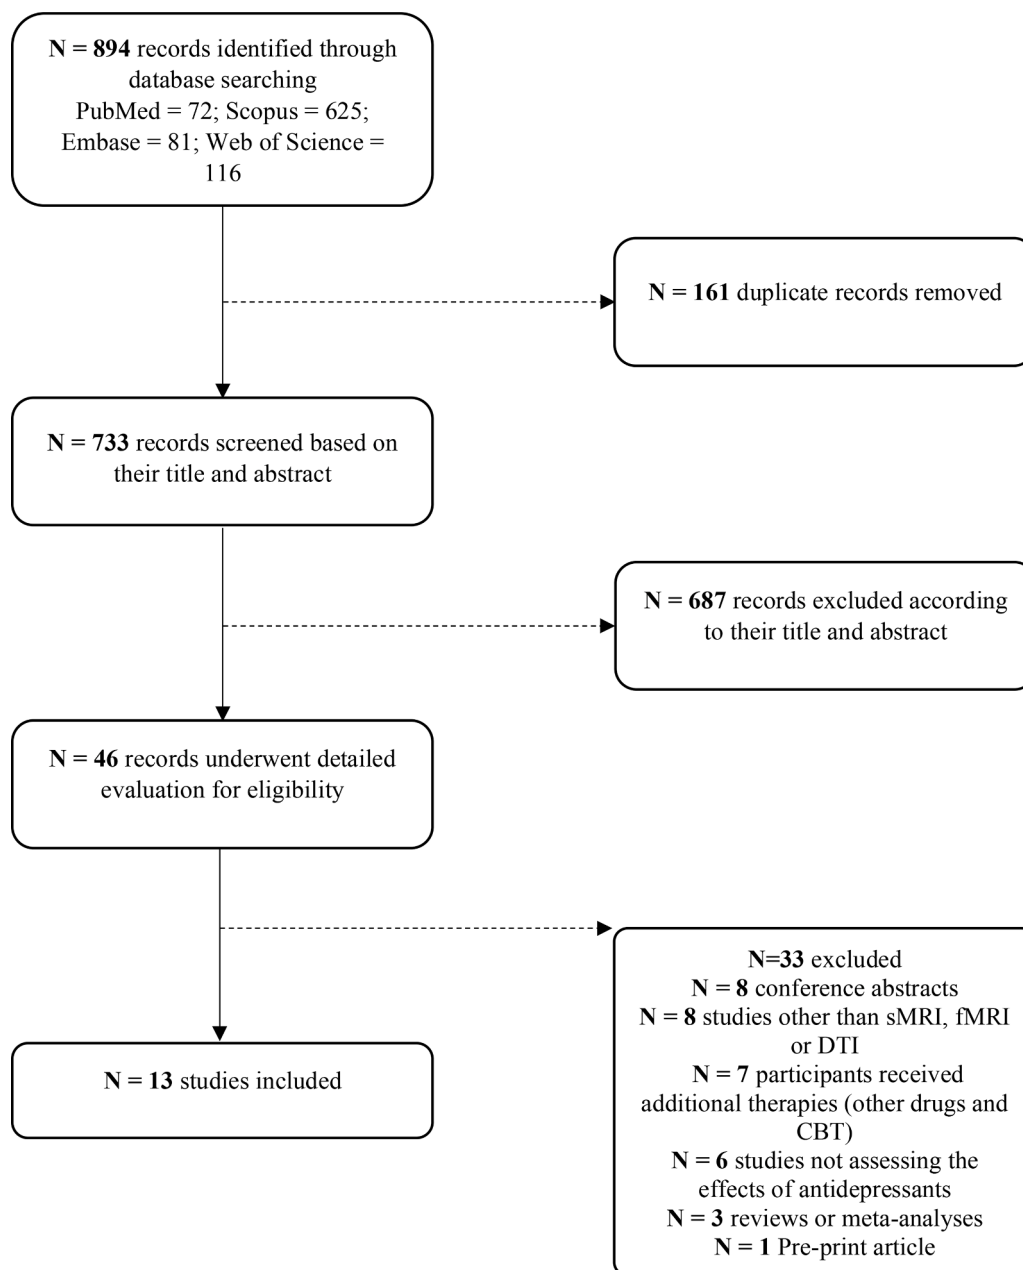 N = 894 records identified through
database searching
PubMed = 72; Scopus = 625;
Embase = 81; Web of Science =
116
N = 161 duplicate records removed
N = 733 records screened based on
their title and abstract
N = 687 records excluded according
to their title and abstract
N = 46 records underwent detailed
evaluation for eligibility
N=33 excluded
N = 8 conference abstracts
N = 8 studies other than sMRI, fMRI
or DTI
N = 7 participants received
additional therapies (other drugs and
CBT)
N = 6 studies not assessing the
effects of antidepressants
N = 3 reviews or meta-analyses
N = 1 Pre-print article
N = 13 studies included